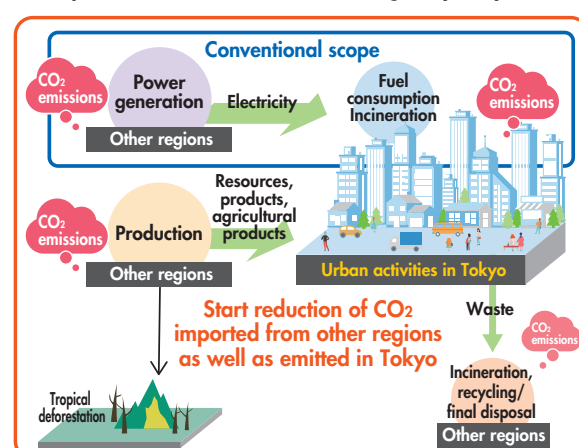 Conventional scope
CO2
emissions
Power
generation
Other regions
Electricity
Fuel
consumption
Incineration
CO2
emissions
CO2
emissions
Production
Other regions
Resources,
products,
agricultural
products
Urban activities in Tokyo
Start reduction of CO2
imported from other regions
as well as emitted in Tokyo
Waste
CO2
emissions
Incineration,
recycling/
final disposal
Other regions
Tropical
deforestation